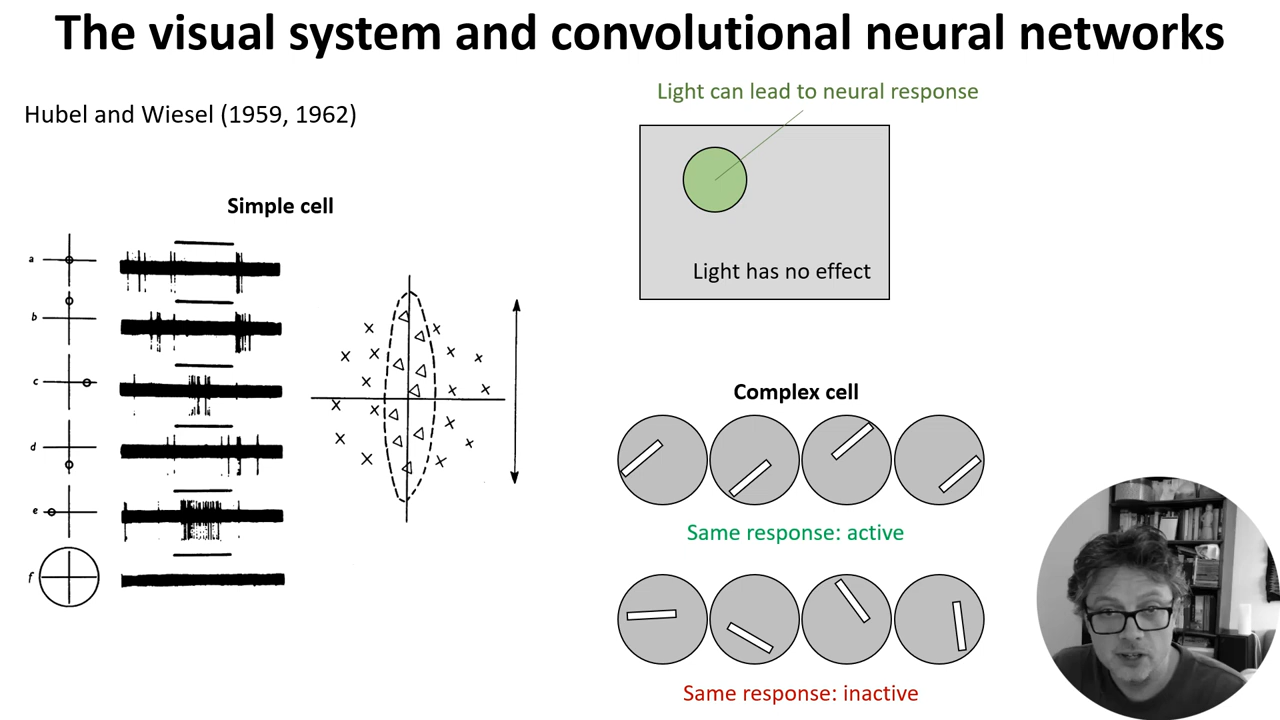 The visual system and convolutional neural networks
Hubel and Wiesel (1959, 1962)
Light can lead to neural response
Light has no effect
Simple cell
a
b
c
d
e
f
Complex cell
Same response: active
Same response: inactive